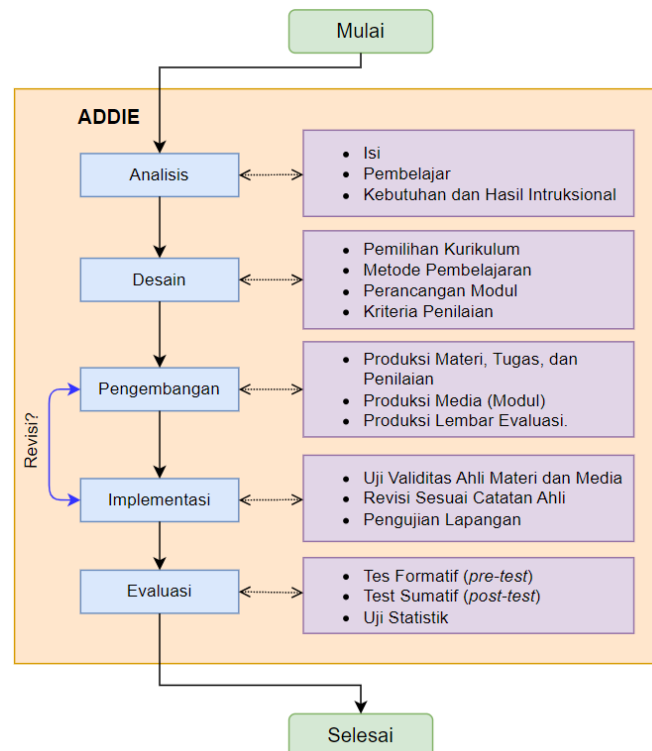 Mulai
ADDIE
Analisis
• Isi
• Pembelajar
• Kebutuhan dan Hasil Intruksional
Desain
• Pemilihan Kurikulum
• Metode Pembelajaran
• Perancangan Modul
• Kriteria Penilaian
Pengembangan
• Produksi Materi, Tugas, dan
Penilaian
• Produksi Media (Modul)
• Produksi Lembar Evaluasi.
Revisi?
Implementasi
• Uji Validitas Ahli Materi dan Media
• Revisi Sesuai Catatan Ahli
• Pengujian Lapangan
Evaluasi
• Tes Formatif (pre-test)
• Test Sumatif (post-test)
• Uji Statistik
Selesai